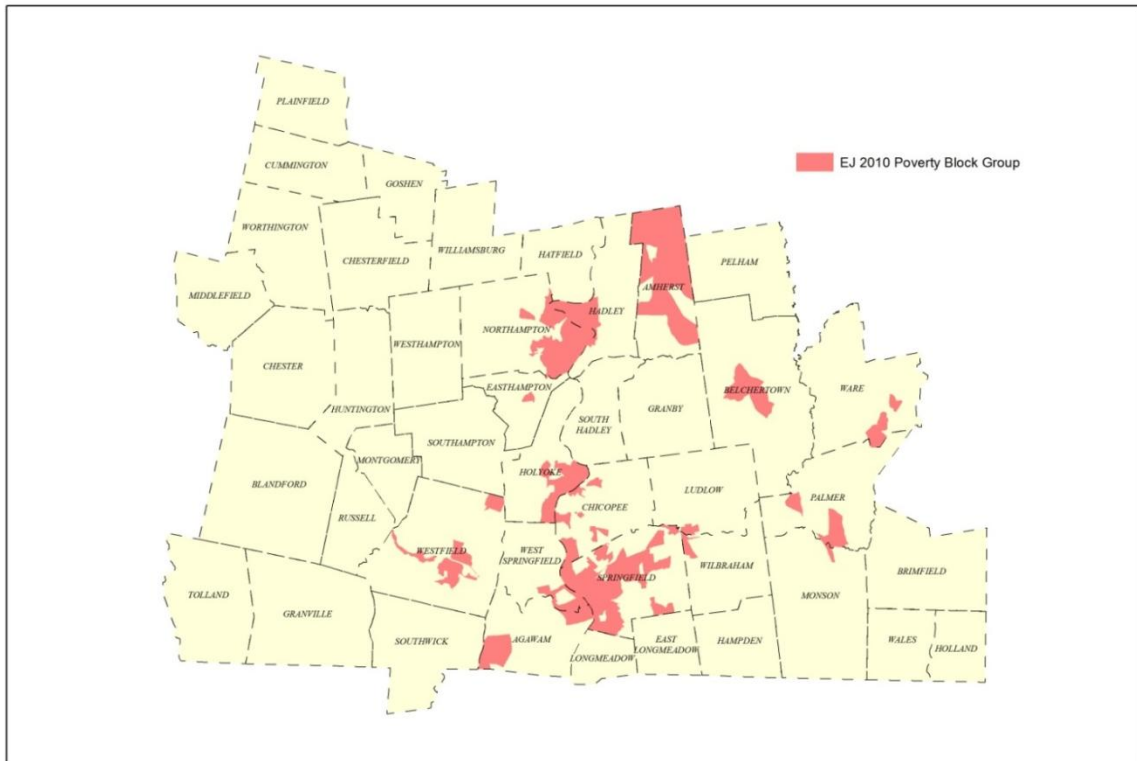 PLAINFIELD
CUMMINGTON
GOSHEN
EJ 2010 Poverty Block Group
WORTHINGTON
WILLIAMSBURG
HATFIELD
CHESTERFIELD
PELHAM
MIDDLEFIELD
AMHERST
HADLEY
NORTHAMPTON
WESTHAMPTON
CHESTER
EASTHAMPTON
BELCHERTOWN
WARE
HUNTINGTON
SOUTH
HADLEY
GRANBY
SOUTHAMPTON
MONTGOMERY
HOLYOKE
BLANDFORD
LUDLOW
PALMER
CHICOPEE
RUSSELL
WESTFIELD
WEST
SPRINGFIELD
WILBRAHAM
SPRINGFIELD
BRIMFIELD
TOLLAND
MONSON
GRANVILLE
SOUTHWICK
AGAWAM
EAST
LONGMEADOW
HAMPDEN
WALES
HOLLAND
LONGMEADOW